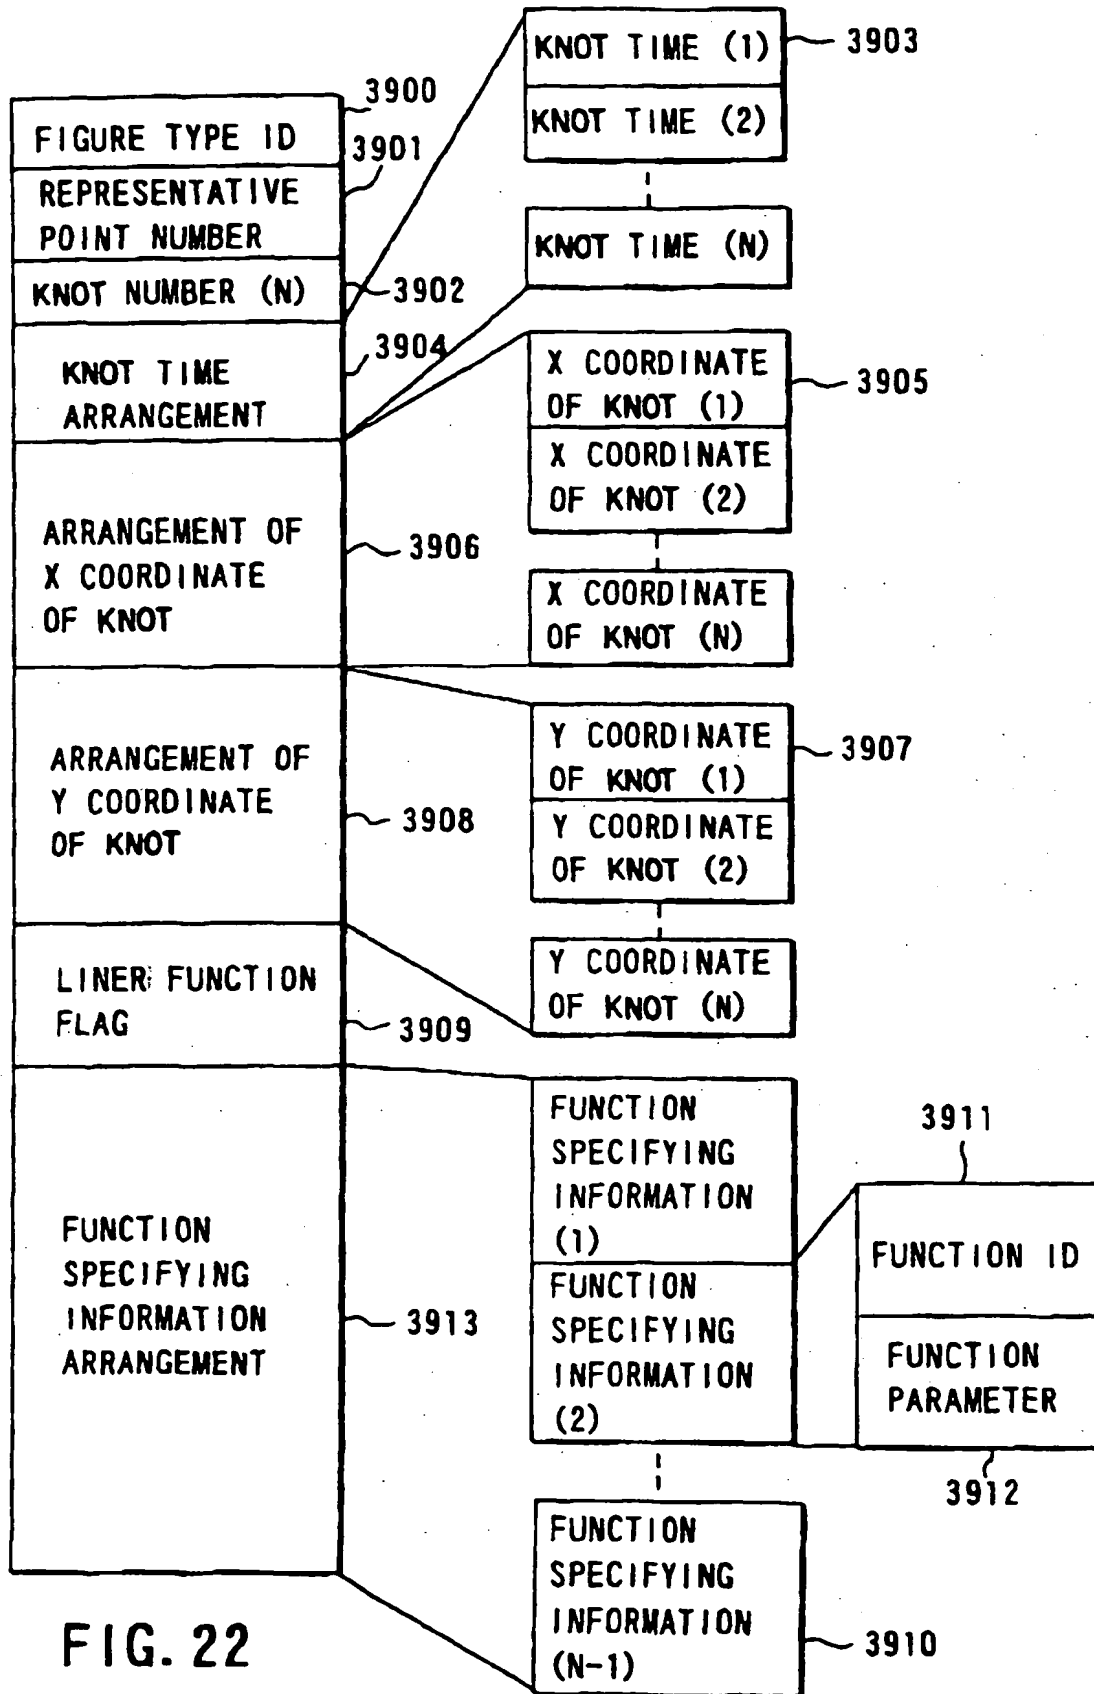 3900
FIGURE TYPE ID
3901
REPRESENTATIVE
POINT NUMBER
KNOT NUMBER (N)
3902
KNOT TIME
ARRANGEMENT
3904
ARRANGEMENT OF
X COORDINATE
OF KNOT
3906
ARRANGEMENT OF
Y COORDINATE
OF KNOT
3908
LINER FUNCTION
FLAG
3909
FUNCTION
SPECIFYING
INFORMATION
ARRANGEMENT
3913
KNOT TIME (1)
3903
KNOT TIME (2)
KNOT TIME (N)
X COORDINATE
OF KNOT (1)
3905
X COORDINATE
OF KNOT (2)
X COORDINATE
OF KNOT (N)
Y COORDINATE
OF KNOT (1)
3907
Y COORDINATE
OF KNOT (2)
Y COORDINATE
OF KNOT (N)
FUNCTION
SPECIFYING
INFORMATION
(1)
FUNCTION
SPECIFYING
INFORMATION
(2)
FUNCTION
SPECIFYING
INFORMATION
(N-1)
3910
3911
FUNCTION ID
FUNCTION
PARAMETER
3912
FIG. 22